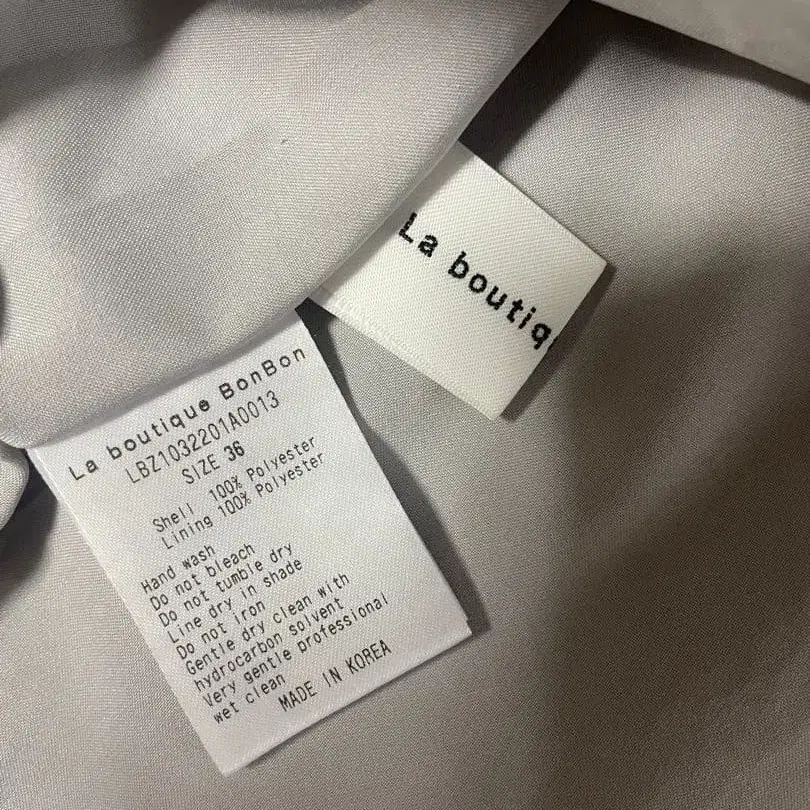 La boutiq
La boutique BonBon
LBZ1032201A0013
SIZE 36
Shell 100% Polyester
Lining 100% Polyester
Hand wash
Do not bleach
Do not tumble dry
Line dry in shade
Do not Iron
Gentle dry clean with
hydrocarbon solvent
Very gentle professional
wet clean
MADE IN KOREA